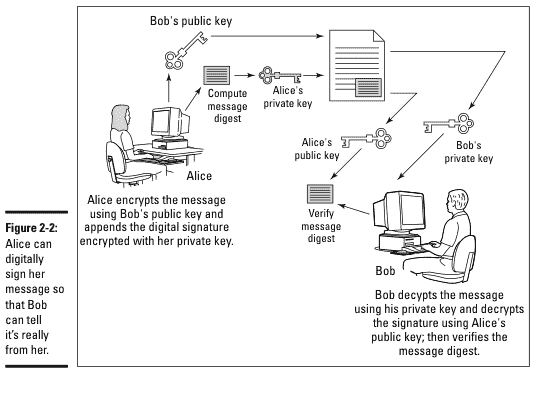 Bob's public key
Compute
message
digest
Alice's
private key
Alice
Alice's
public key
Bob's
private key
Alice encrypts the message
using Bob's public key and
appends the digital signature
encrypted with her private key.
Verify
message
digest
Bob
Bob decypts the message
using his private key and decrypts
the signature using Alice's
public key; then verifies the
message digest.
Figure 2-2:
Alice can
digitally
sign her
message so
that Bob
can tell
it's really
from her.